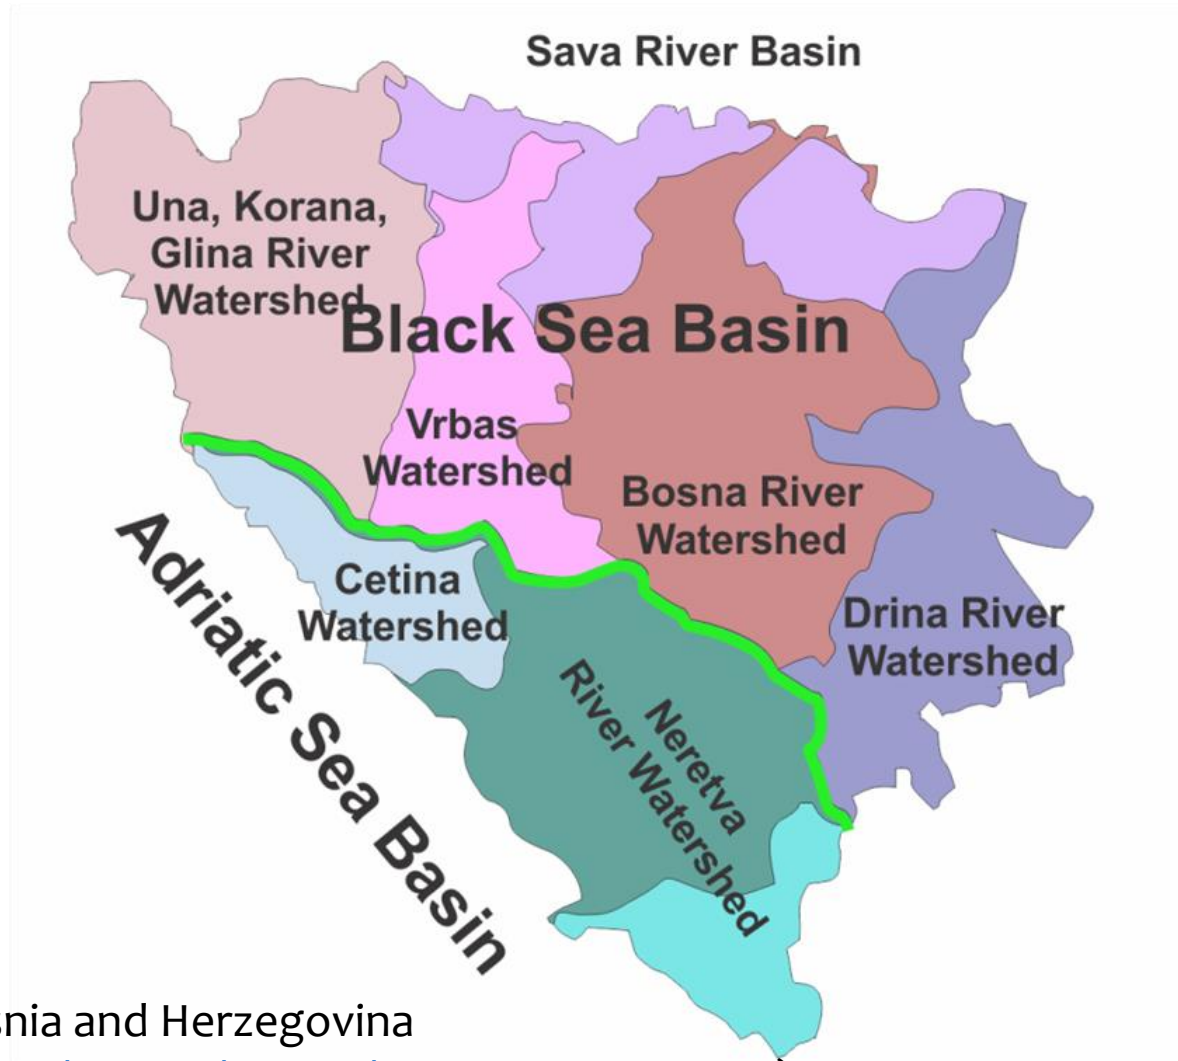 Sava River Basin
Una, Korana,
Glina River
Watershed
Black Sea Basin
Vrbas
Watershed
Bosna River
Watershed
Cetina
Watershed
Drina River
Watershed
Adriatic Sea Basin
Neretva
River Watershed
and Herzegovina